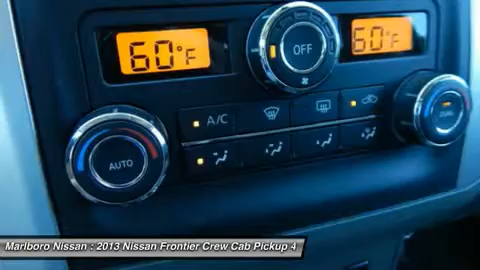 60°F
OFF
60°F
A/C
AUTO
DUAL
Marlboro Nissan : 2013 Nissan Frontier Crew Cab Pickup 4